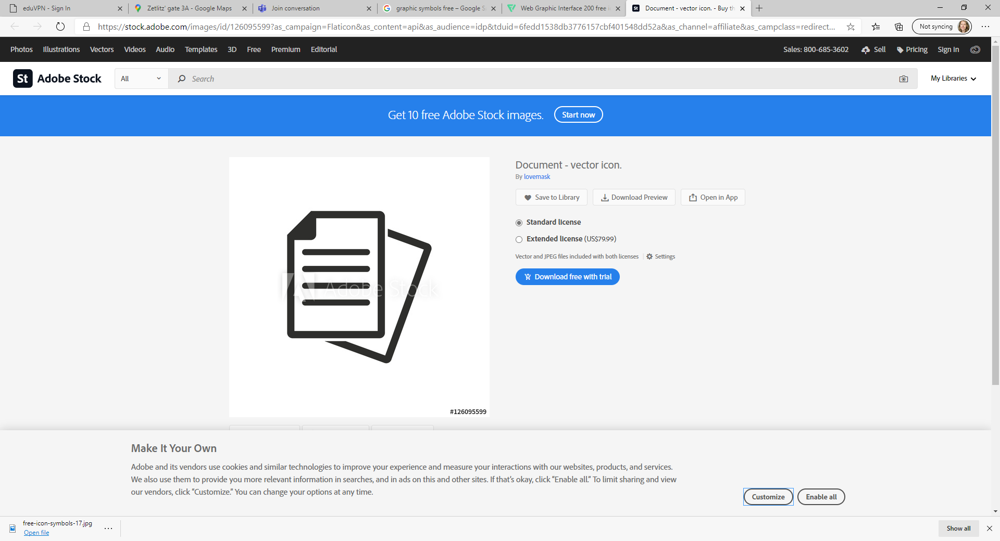 eduVPN - Sign In
Zetlitz' gate 3A - Google Maps
Join conversation
graphic symbols free – Google S
Web Graphic Interface 200 free i
Document - vector icon. - Buy th
https://stock.adobe.com/images/id/126095599?as_campaign=Flaticon&as_content=api&as_audience=idp&tduid=6fedd1538db3776157cbf401548dd52a&as_channel=affiliate&as_campclass=redirect...
Not syncing
Photos Illustrations Vectors Videos Audio Templates 3D Free Premium Editorial
Sales: 800-685-3602 Sell Pricing Sign in
St Adobe Stock
All
Search
My Libraries
Get 10 free Adobe Stock images. Start now
Document - vector icon.
By lovemask
Save to Library Download Preview Open in App
Standard license
Extended license (US$79.99)
Vector and JPEG files included with both licenses Settings
Download free with trial
Adobe Stock
#126095599
Make It Your Own
Adobe and its vendors use cookies and similar technologies to improve your experience and measure your interactions with our websites, products, and services.
We also use them to provide you more relevant information in searches, and in ads on this and other sites. If that's okay, click “Enable all.” To limit sharing and view
our vendors, click “Customize.” You can change your options at any time.
Customize Enable all
free-icon-symbols-17.jpg
Open file
Show all